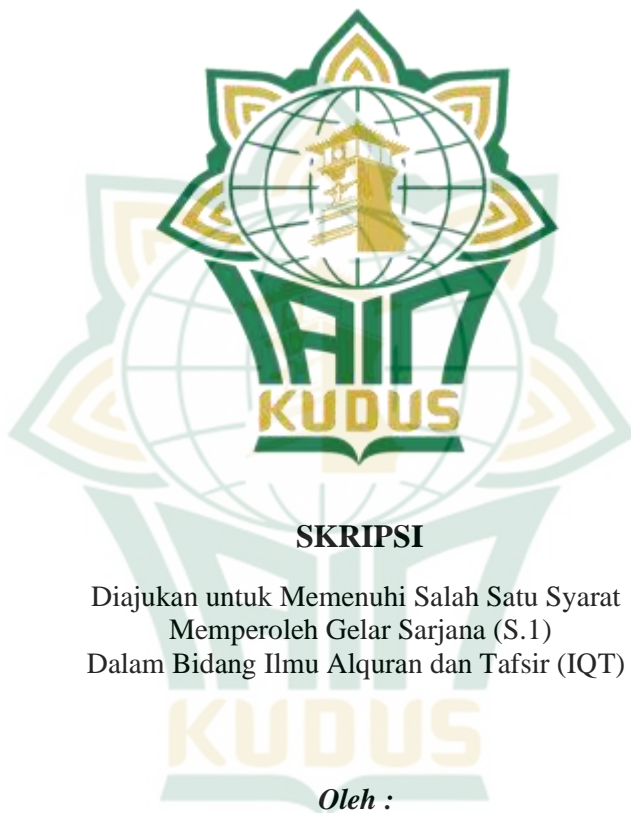 IAIN
KUDUS
SKRIPSI
Diajukan untuk Memenuhi Salah Satu Syarat
Memperoleh Gelar Sarjana (S.1)
Dalam Bidang Ilmu Alquran dan Tafsir (IQT)
KUDUS
Oleh :